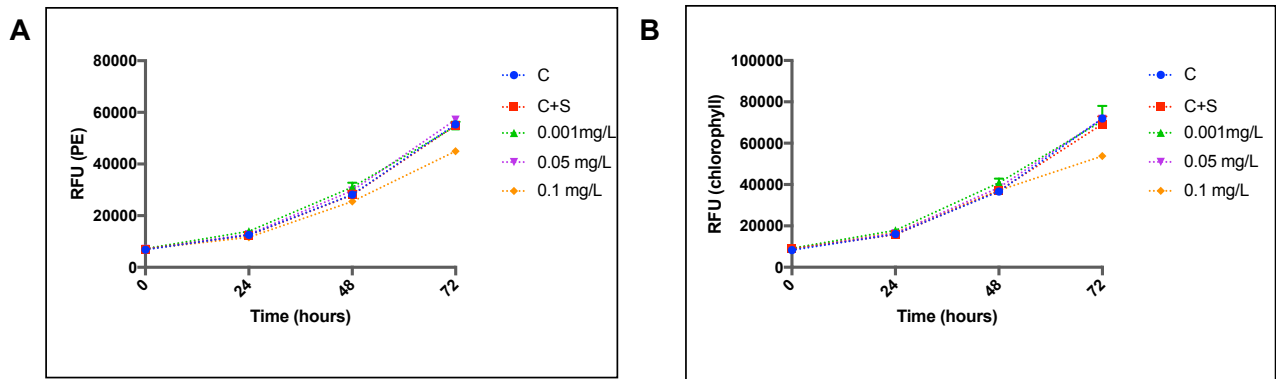 A
RFU (PE)
80000
60000
40000
20000
0
0
24
48
72
Time (hours)
C
C+S
0.001mg/L
0.05 mg/L
0.1 mg/L
B
RFU (chlorophyll)
100000
80000
60000
40000
20000
0
0
24
48
72
Time (hours)
C
C+S
0.001mg/L
0.05 mg/L
0.1 mg/L